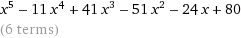 x^5 - 11 x^4 + 41 x^3 - 51 x^2 - 24 x + 80
(6 terms)